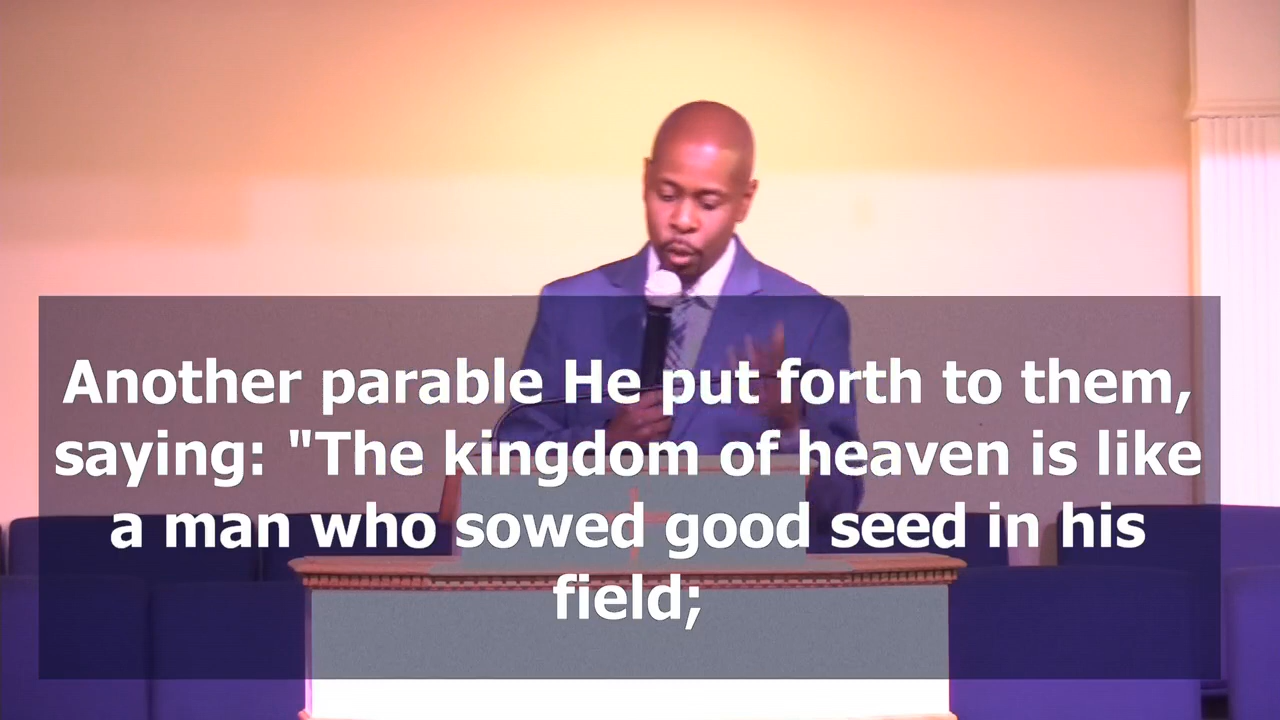 Another parable He put forth to them,
saying: "The kingdom of heaven is like
a man who sowed good seed in his
field;